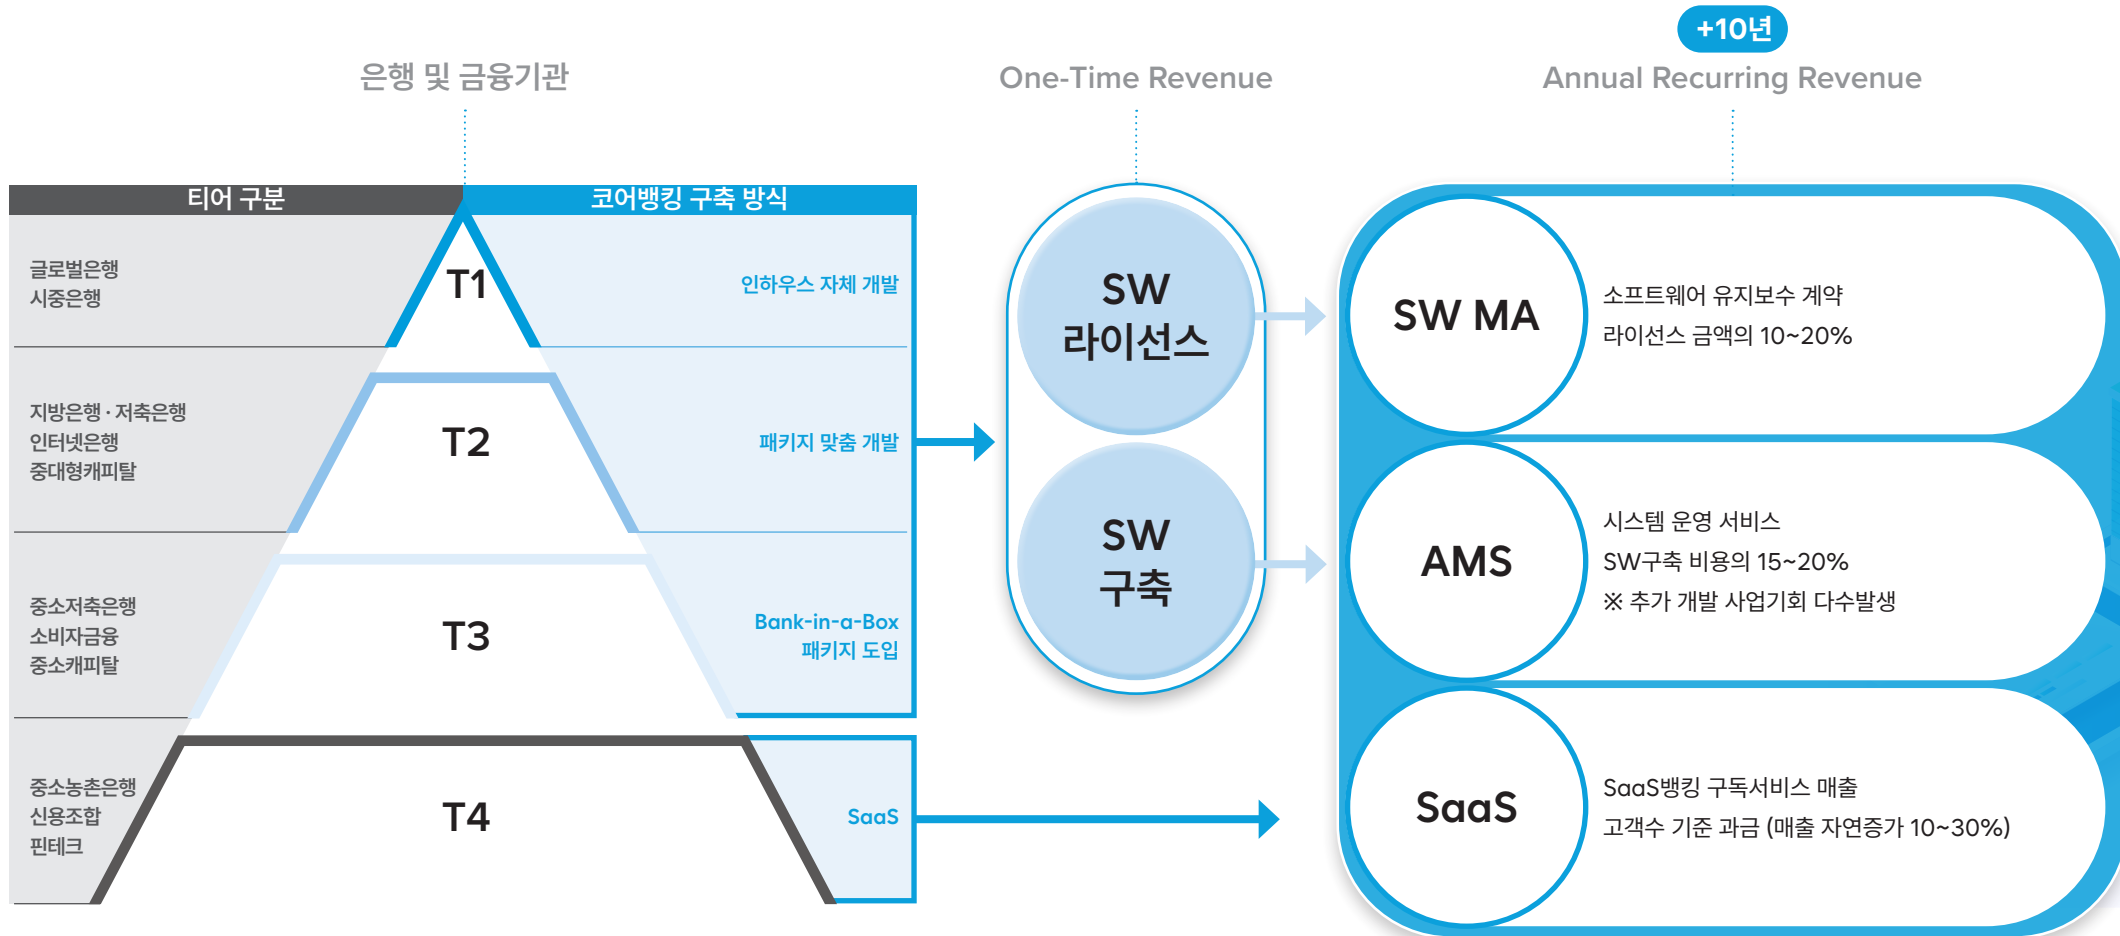 +10년
은행 및 금융기관
One-Time Revenue
Annual Recurring Revenue
티어 구분
코어뱅킹 구축 방식
글로벌은행
시중은행
T1
인하우스 자체 개발
지방은행 · 저축은행
인터넷은행
중대형캐피탈
T2
패키지 맞춤 개발
중소저축은행
소비자금융
중소캐피탈
T3
Bank-in-a-Box
패키지 도입
중소농촌은행
신용조합
핀테크
T4
SaaS
SW
라이선스
SW
구축
SW MA
소프트웨어 유지보수 계약
라이선스 금액의 10~20%
AMS
시스템 운영 서비스
SW구축 비용의 15~20%
※ 추가 개발 사업기회 다수발생
SaaS
SaaS뱅킹 구독서비스 매출
고객수 기준 과금 (매출 자연증가 10~30%)